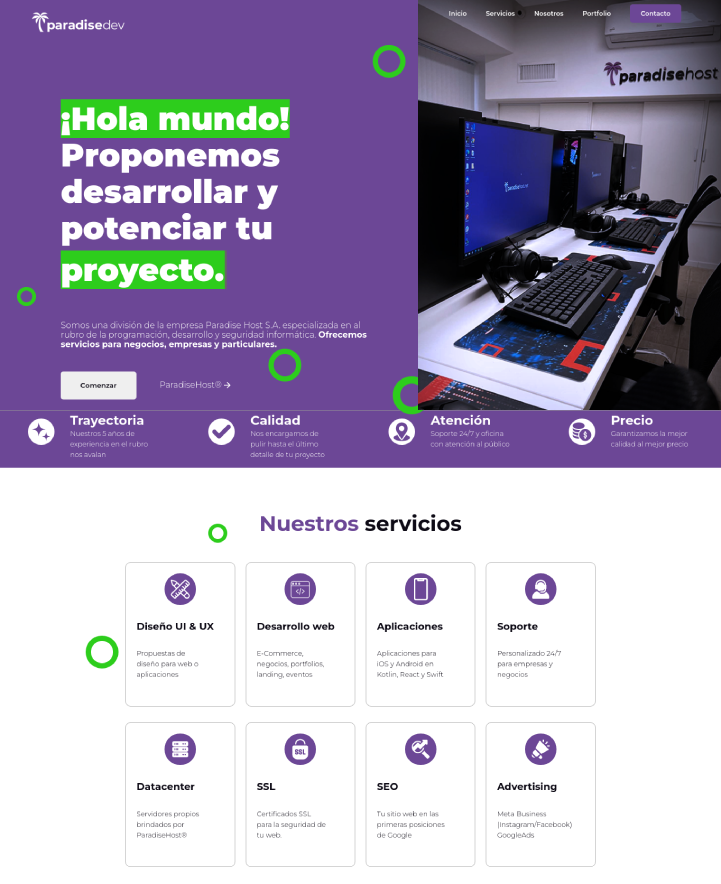 paradisedev
Inicio
Servicios
Nosotros
Portfolio
Contacto
paradisehost
¡Hola mundo!
Proponemos
desarrollar y
potenciar tu
proyecto.
Somos una división de la empresa Paradise Host S.A. especializada en al
rubro de la programación, desarrollo y seguridad informática. Ofrecemos
servicios para negocios, empresas y particulares.
Comenzar
ParadiseHost® →
Trayectoria
Nuestros 5 años de
experiencia en el rubro
nos avalan
Calidad
Nos encargamos de
pulir hasta el último
detalle de tu proyecto
Atención
Soporte 24/7 y oficina
con atención al público
Precio
Garantizamos la mejor
calidad al mejor precio
Nuestros servicios
Diseño UI & UX
Propuestas de
diseño para web o
aplicaciones
Desarrollo web
E-Commerce,
negocios, portfolios,
landing, eventos
Aplicaciones
Aplicaciones para
iOS y Android en
Kotlin, React y Swift
Soporte
Personalizado 24/7
para empresas y
negocios
Datacenter
Servidores propios
brindados por
ParadiseHost®
SSL
SSL
Certificados SSL
para la seguridad de
tu web.
SEO
Tu sitio web en las
primeras posiciones
de Google
Advertising
Meta Business
(Instagram/Facebook)
GoogleAds